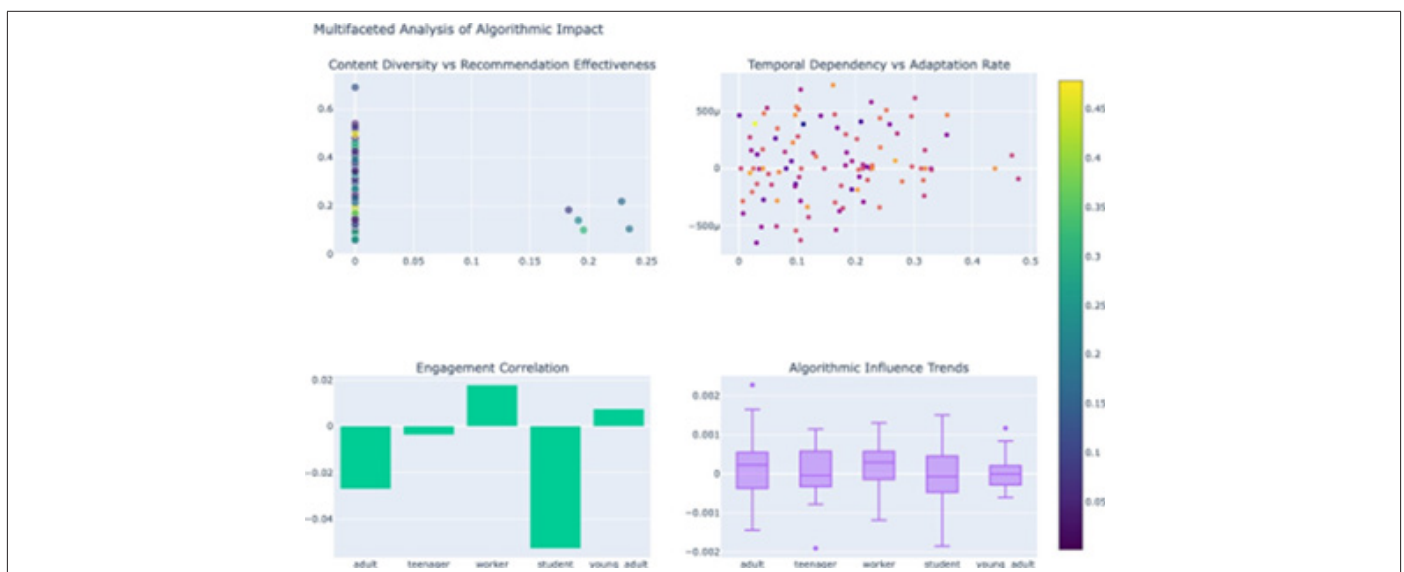 Multifaceted Analysis of Algorithmic Impact
Content Diversity vs Recommendation Effectiveness
Temporal Dependency vs Adaptation Rate
0.6
0.4
0.2
0
0 0.05 0.1 0.15 0.2 0.25
500μ
0
−500μ
0 0.1 0.2 0.3 0.4 0.5
0.45
0.4
0.35
0.3
0.25
0.2
0.15
0.1
0.05
Engagement Correlation
Algorithmic Influence Trends
0.02
0
−0.02
−0.04
adult teenager worker student young_adult
0.002
0.001
0
−0.001
−0.002
adult teenager worker student young_adult